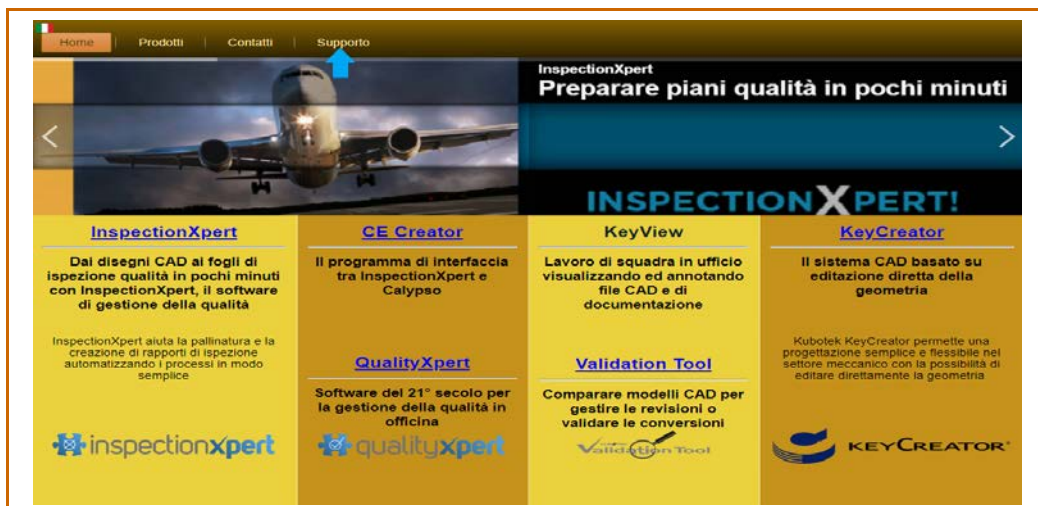 Home | Prodotti | Contatti | Supporto
InspectionXpert
Preparare piani qualità in pochi minuti
INSPECTIONXPERT!
InspectionXpert
Dai disegni CAD ai fogli di
ispezione qualità in pochi minuti
con InspectionXpert, il software
di gestione della qualità
InspectionXpert aiuta la pallinatura e la
creazione di rapporti di ispezione
automatizzando i processi in modo
semplice
inspectionxpert
CE Creator
Il programma di interfaccia
tra InspectionXpert e
Calypso
QualityXpert
Software del 21° secolo per
la gestione della qualità in
officina
qualityxpert
KeyView
Lavoro di squadra in ufficio
visualizzando ed annotando
file CAD e di
documentazione
Validation Tool
Comparare modelli CAD per
gestire le revisioni o
validare le conversioni
Validation Tool
KeyCreator
Il sistema CAD basato su
editazione diretta della
geometria
Kubotek KeyCreator permette una
progettazione semplice e flessibile nel
settore meccanico con la possibilità di
editare direttamente la geometria
KEYCREATOR